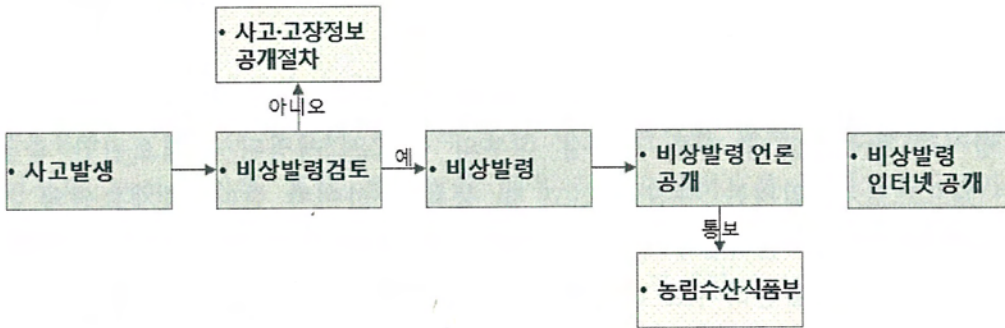 • 사고·고장정보
공개절차
아니오
• 사고발생
• 비상발령검토
예
• 비상발령
• 비상발령 언론
공개
• 비상발령
인터넷 공개
통보
• 농림수산식품부